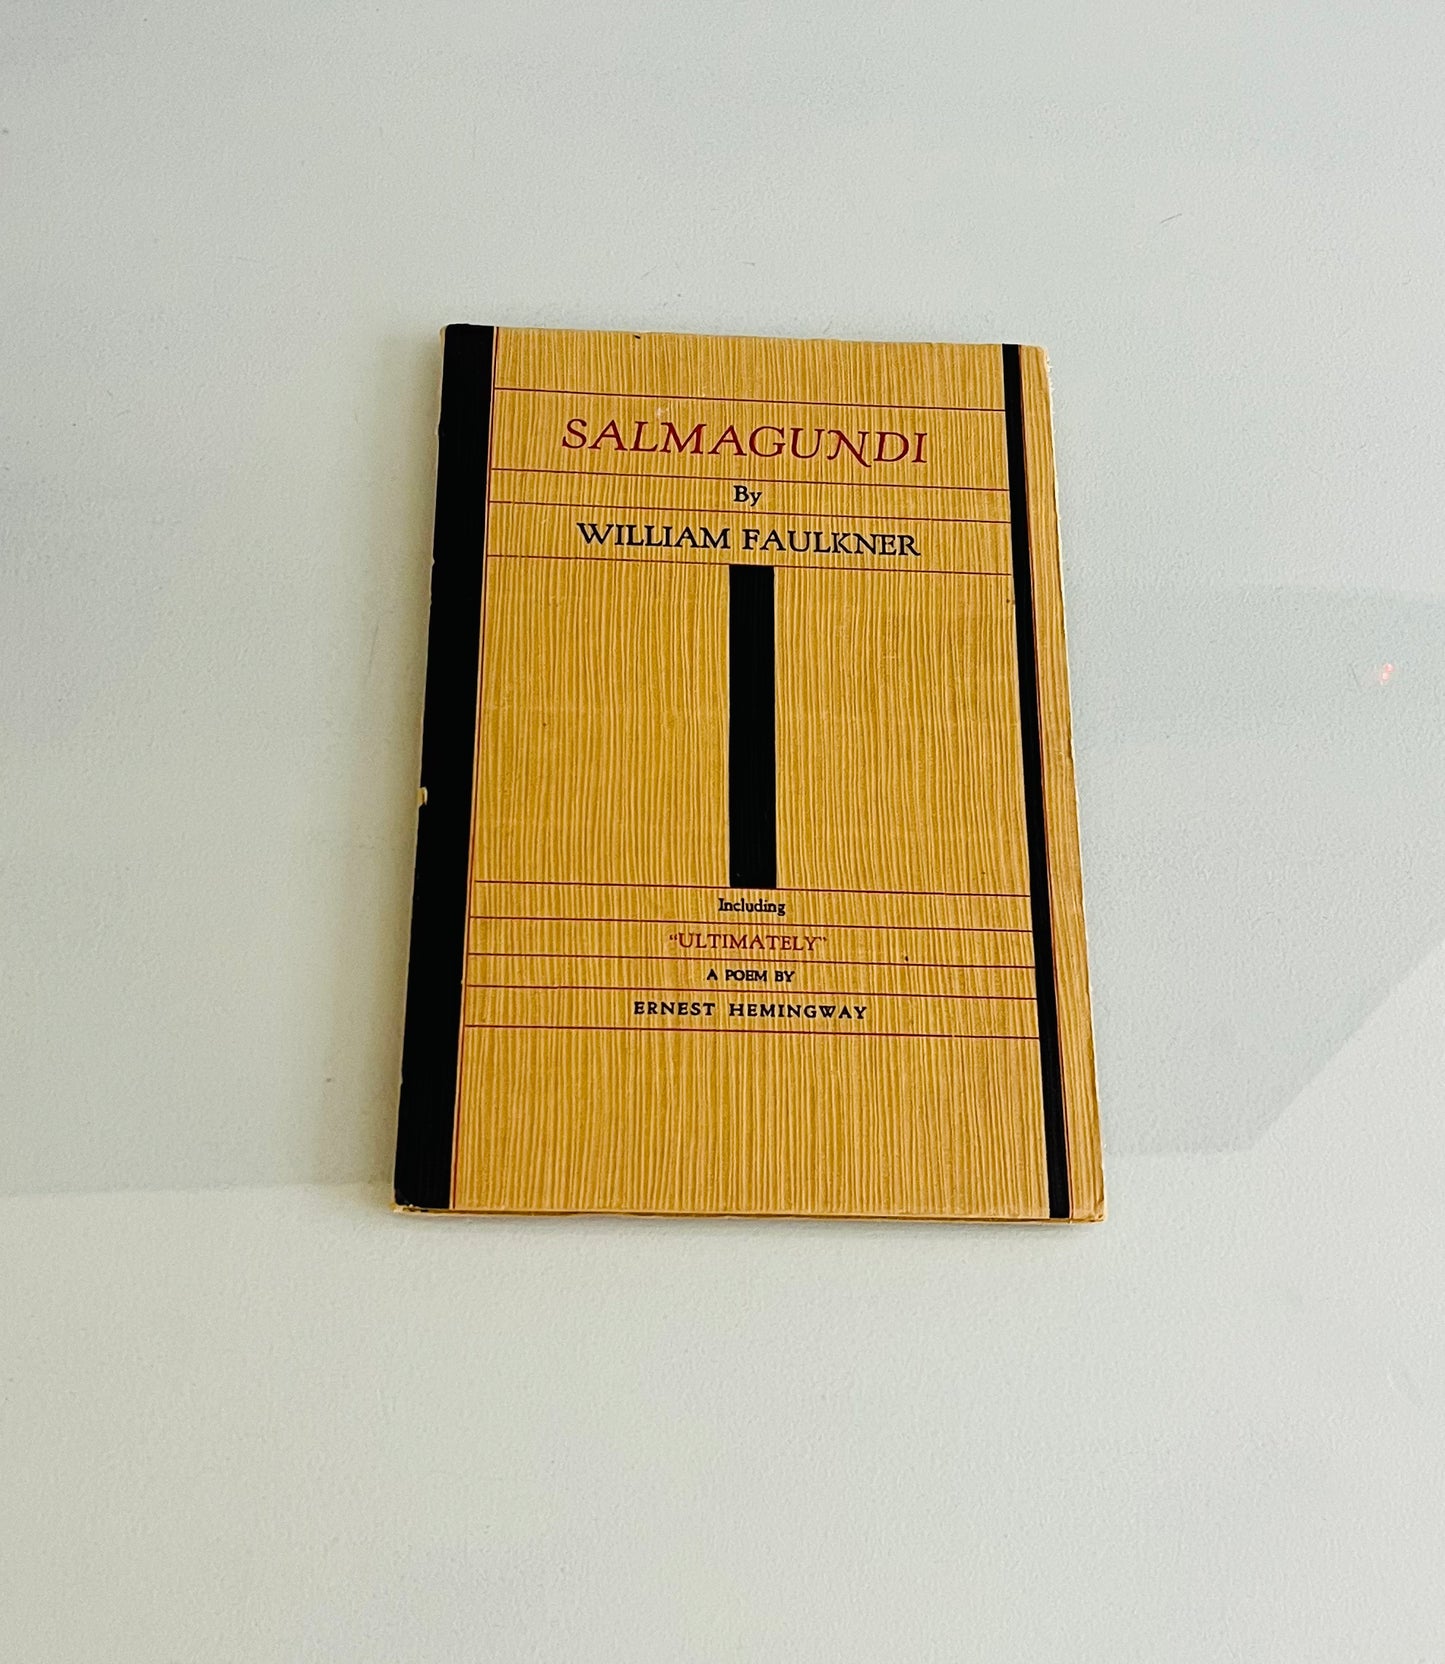 SALMAGUNDI
By
WILLIAM FAULKNER
Including
“ULTIMATELY”
A POEM BY
ERNEST HEMINGWAY